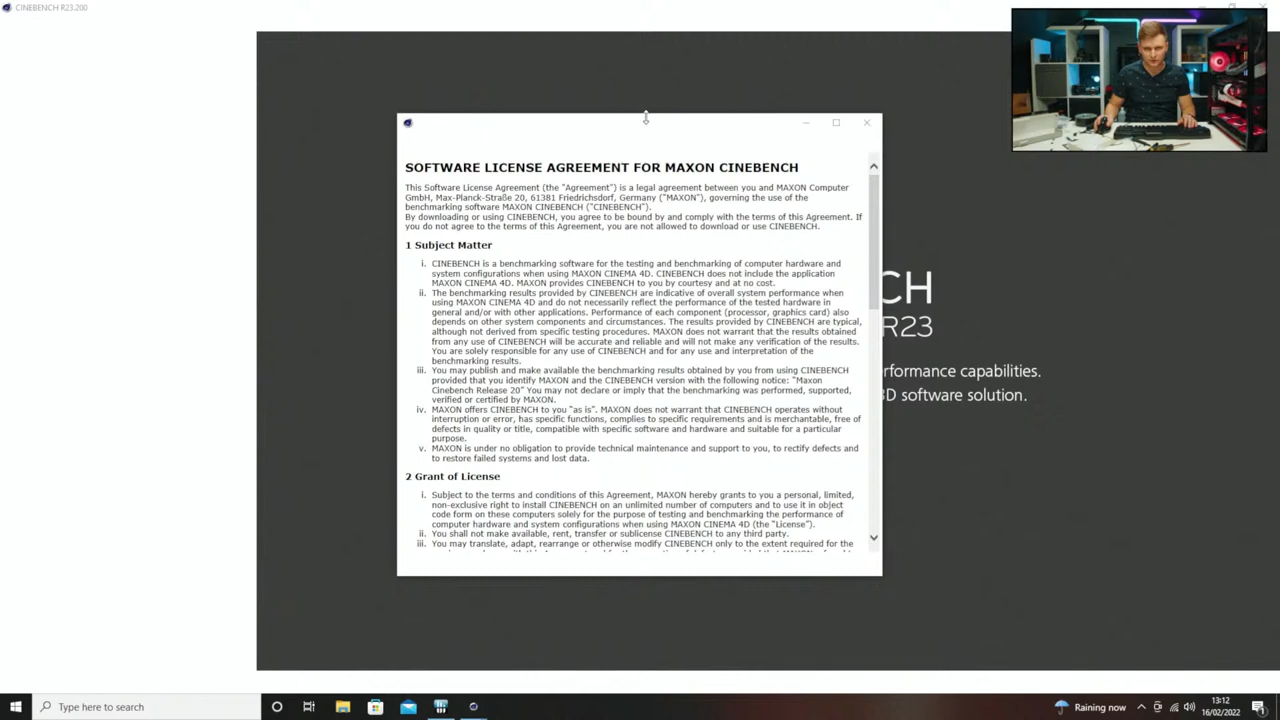 CINEBENCH R23.200
SOFTWARE LICENSE AGREEMENT FOR MAXON CINEBENCH
This Software License Agreement (the "Agreement") is a legal agreement between you and MAXON Computer
GmbH, Max-Planck-Straße 20, 61381 Friedrichsdorf, Germany ("MAXON"), governing the use of the
benchmarking software MAXON CINEBENCH ("CINEBENCH").
By downloading or using CINEBENCH, you agree to be bound by and comply with the terms of this Agreement. If
you do not agree to the terms of this Agreement, you are not allowed to download or use CINEBENCH.
1 Subject Matter
i. CINEBENCH is a benchmarking software for the testing and benchmarking of computer hardware and
system configurations when using MAXON CINEMA 4D. CINEBENCH does not include the application
MAXON CINEMA 4D. MAXON provides CINEBENCH to you by courtesy and at no cost.
ii. The benchmarking results provided by CINEBENCH are indicative of overall system performance when
using MAXON CINEMA 4D and do not necessarily reflect the performance of the tested hardware in
general and/or with other applications. Performance of each component (processor, graphics card) also
depends on other system components and circumstances. The results provided by CINEBENCH are typical,
although not derived from specific testing procedures. MAXON does not warrant that the results obtained
from any use of CINEBENCH will be accurate and reliable and will not make any verification of the results.
You are solely responsible for any use of CINEBENCH and for any use and interpretation of the
benchmarking results.
iii. You may publish and make available the benchmarking results obtained by you from using CINEBENCH
provided that you identify MAXON and the CINEBENCH version with the following notice: "Maxon
Cinebench Release 20" You may not declare or imply that the benchmarking was performed, supported,
verified or certified by MAXON.
iv. MAXON offers CINEBENCH to you "as is". MAXON does not warrant that CINEBENCH operates without
interruption or error, has specific functions, complies to specific requirements and is merchantable, free of
defects in quality or title, compatible with specific software and hardware and suitable for a particular
purpose.
v. MAXON is under no obligation to provide technical maintenance and support to you, to rectify defects and
to restore failed systems and lost data.
2 Grant of License
i. Subject to the terms and conditions of this Agreement, MAXON hereby grants to you a personal, limited,
non-exclusive right to install CINEBENCH on an unlimited number of computers and to use it in object
code form on these computers solely for the purpose of testing and benchmarking the performance of
computer hardware and system configurations when using MAXON CINEMA 4D (the "License").
ii. You shall not make available, rent, transfer or sublicense CINEBENCH to any third party.
iii. You may translate, adapt, rearrange or otherwise modify CINEBENCH only to the extent required for the
CH
R23
rformance capabilities.
3D software solution.
Type here to search
Raining now
13:12
16/02/2022
1